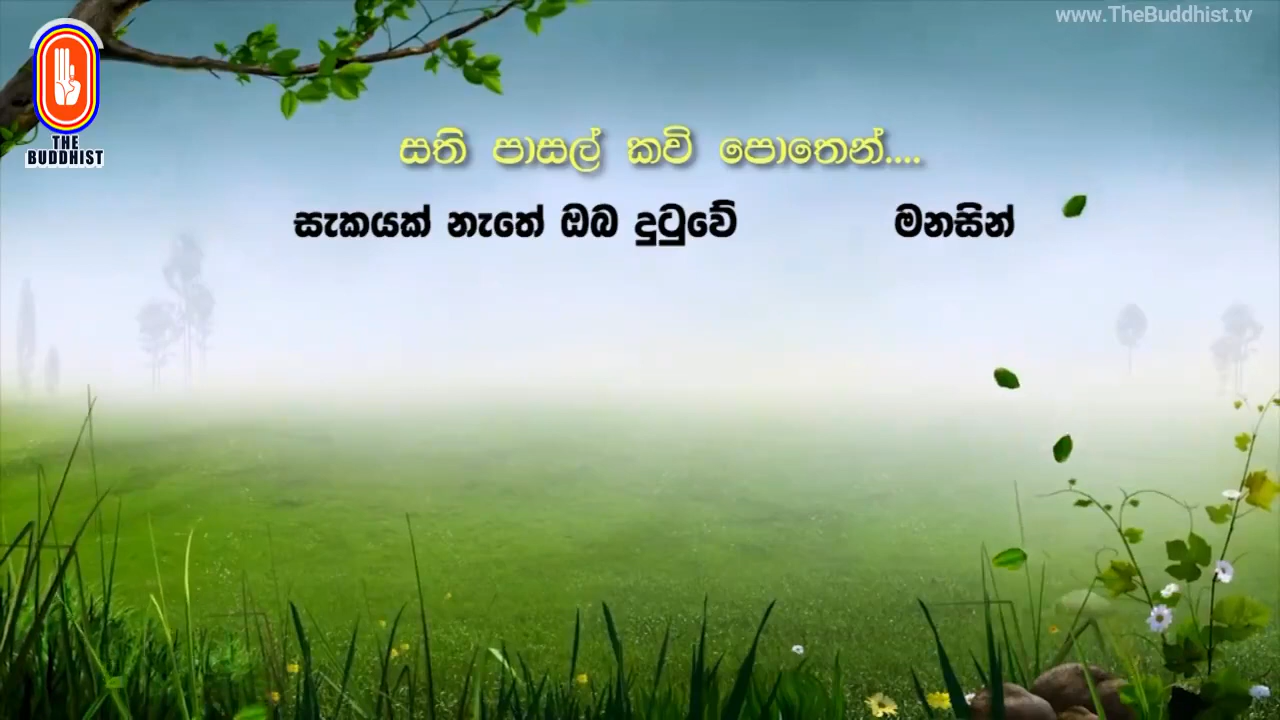 www.TheBuddhist.tv
THE
BUDDHIST
සති පාසල් කවි පොතෙන්....
සැකයක් නැතේ ඔබ දුටුවේ මනසින්